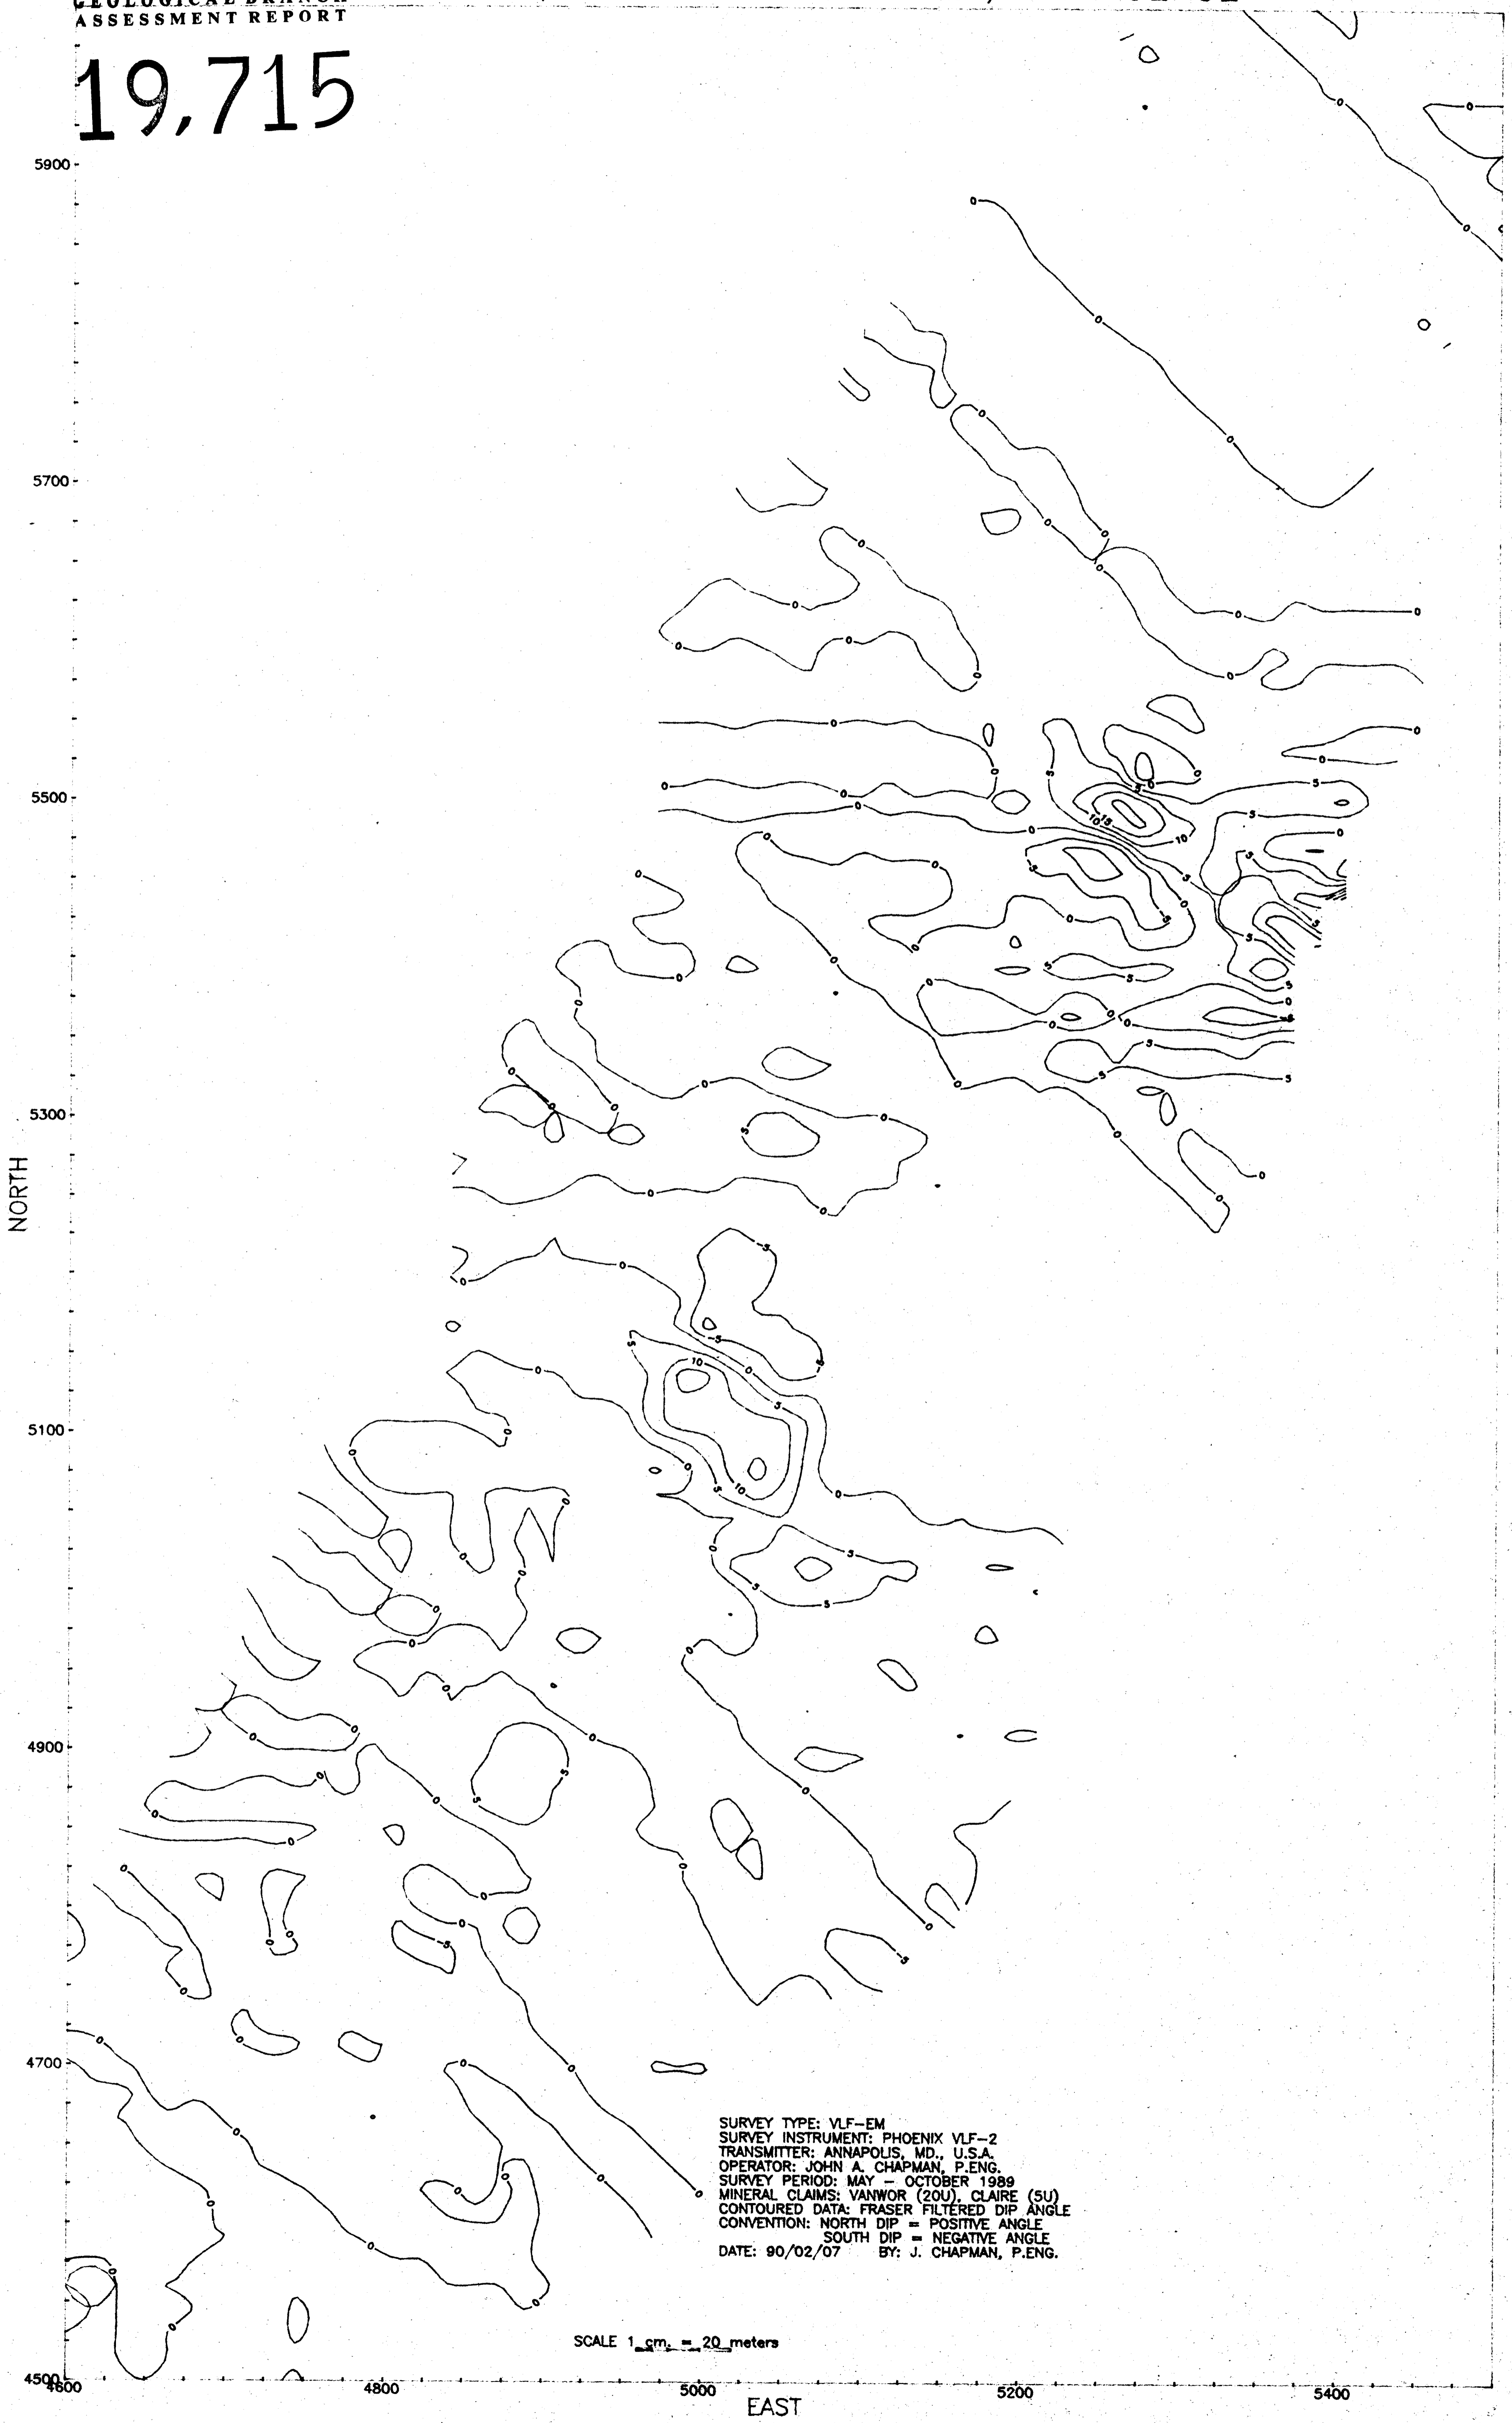 GEOLOGICAL BRANCH
ASSESSMENT REPORT
19,715
5900
5700
5500
5300
NORTH
5100
4900
4700
4500
SURVEY TYPE: VLF-EM
SURVEY INSTRUMENT: PHOENIX VLF-2
TRANSMITTER: ANNAPOLIS, MD., U.S.A.
OPERATOR: JOHN A. CHAPMAN, P.ENG.
SURVEY PERIOD: MAY - OCTOBER 1989
MINERAL CLAIMS: VANWOR (20U), CLAIRE (5U)
CONTOURED DATA: FRASER FILTERED DIP ANGLE
CONVENTION: NORTH DIP = POSITIVE ANGLE
SOUTH DIP = NEGATIVE ANGLE
DATE: 90/02/07 BY: J. CHAPMAN, P.ENG.
SCALE 1 cm. = 20 meters
4600 4800 5000 5200 5400
EAST